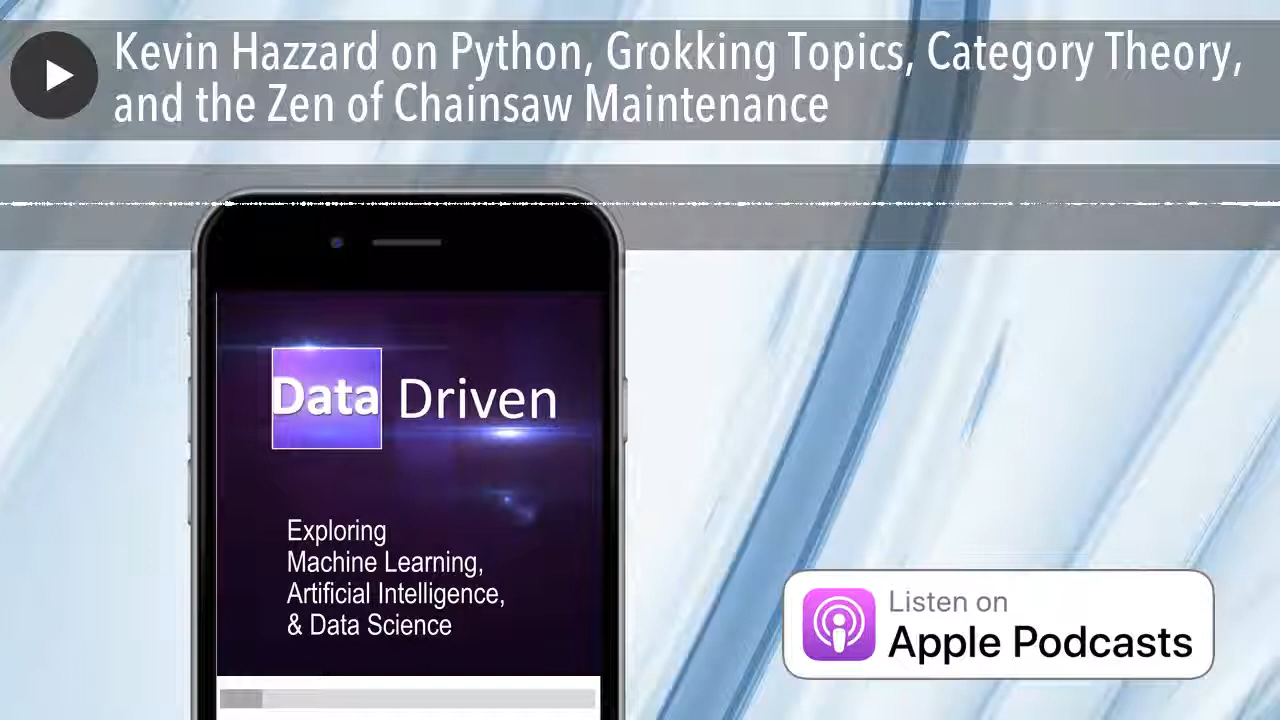 Kevin Hazzard on Python, Grokking Topics, Category Theory,
and the Zen of Chainsaw Maintenance
Data Driven
Exploring
Machine Learning,
Artificial Intelligence,
& Data Science
Listen on
Apple Podcasts